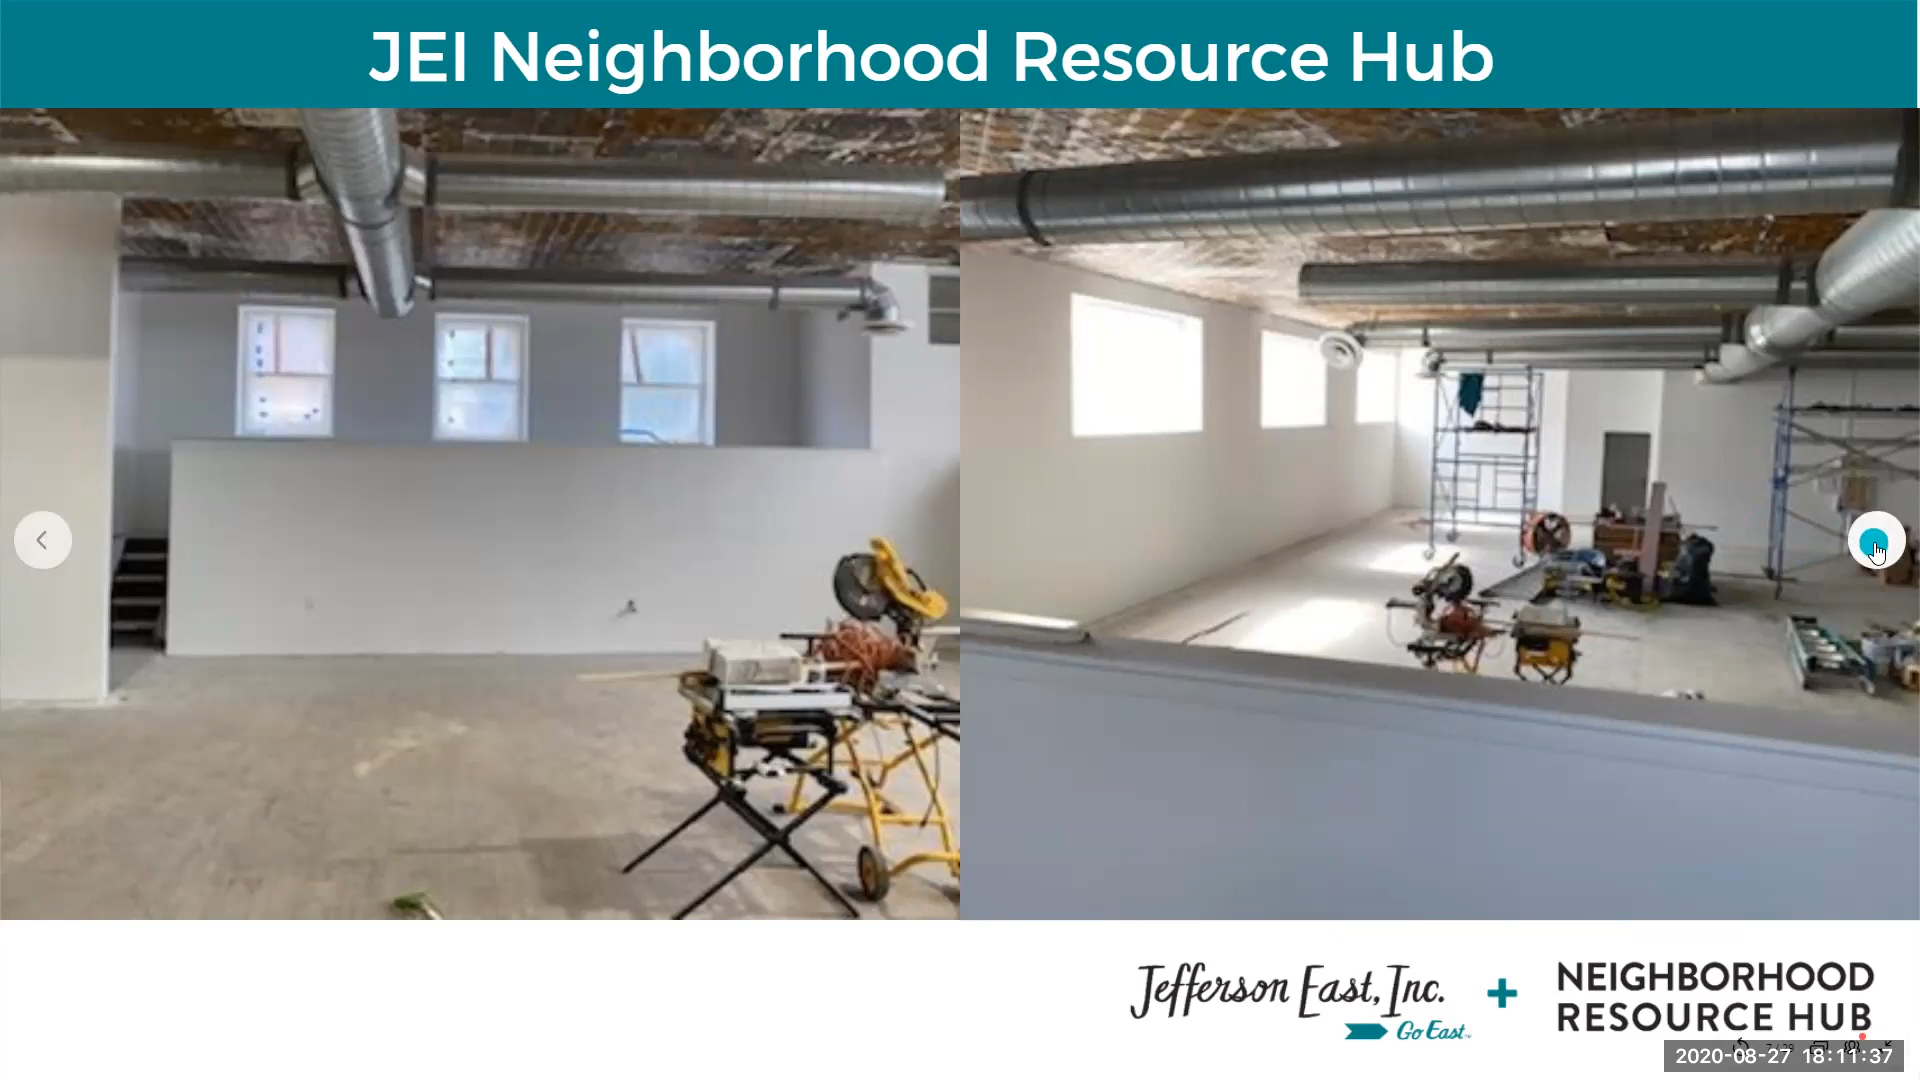 JEI Neighborhood Resource Hub
Jefferson East, Inc.
Go East
+
NEIGHBORHOOD
RESOURCE HUB
2020-08-27 18:11:37